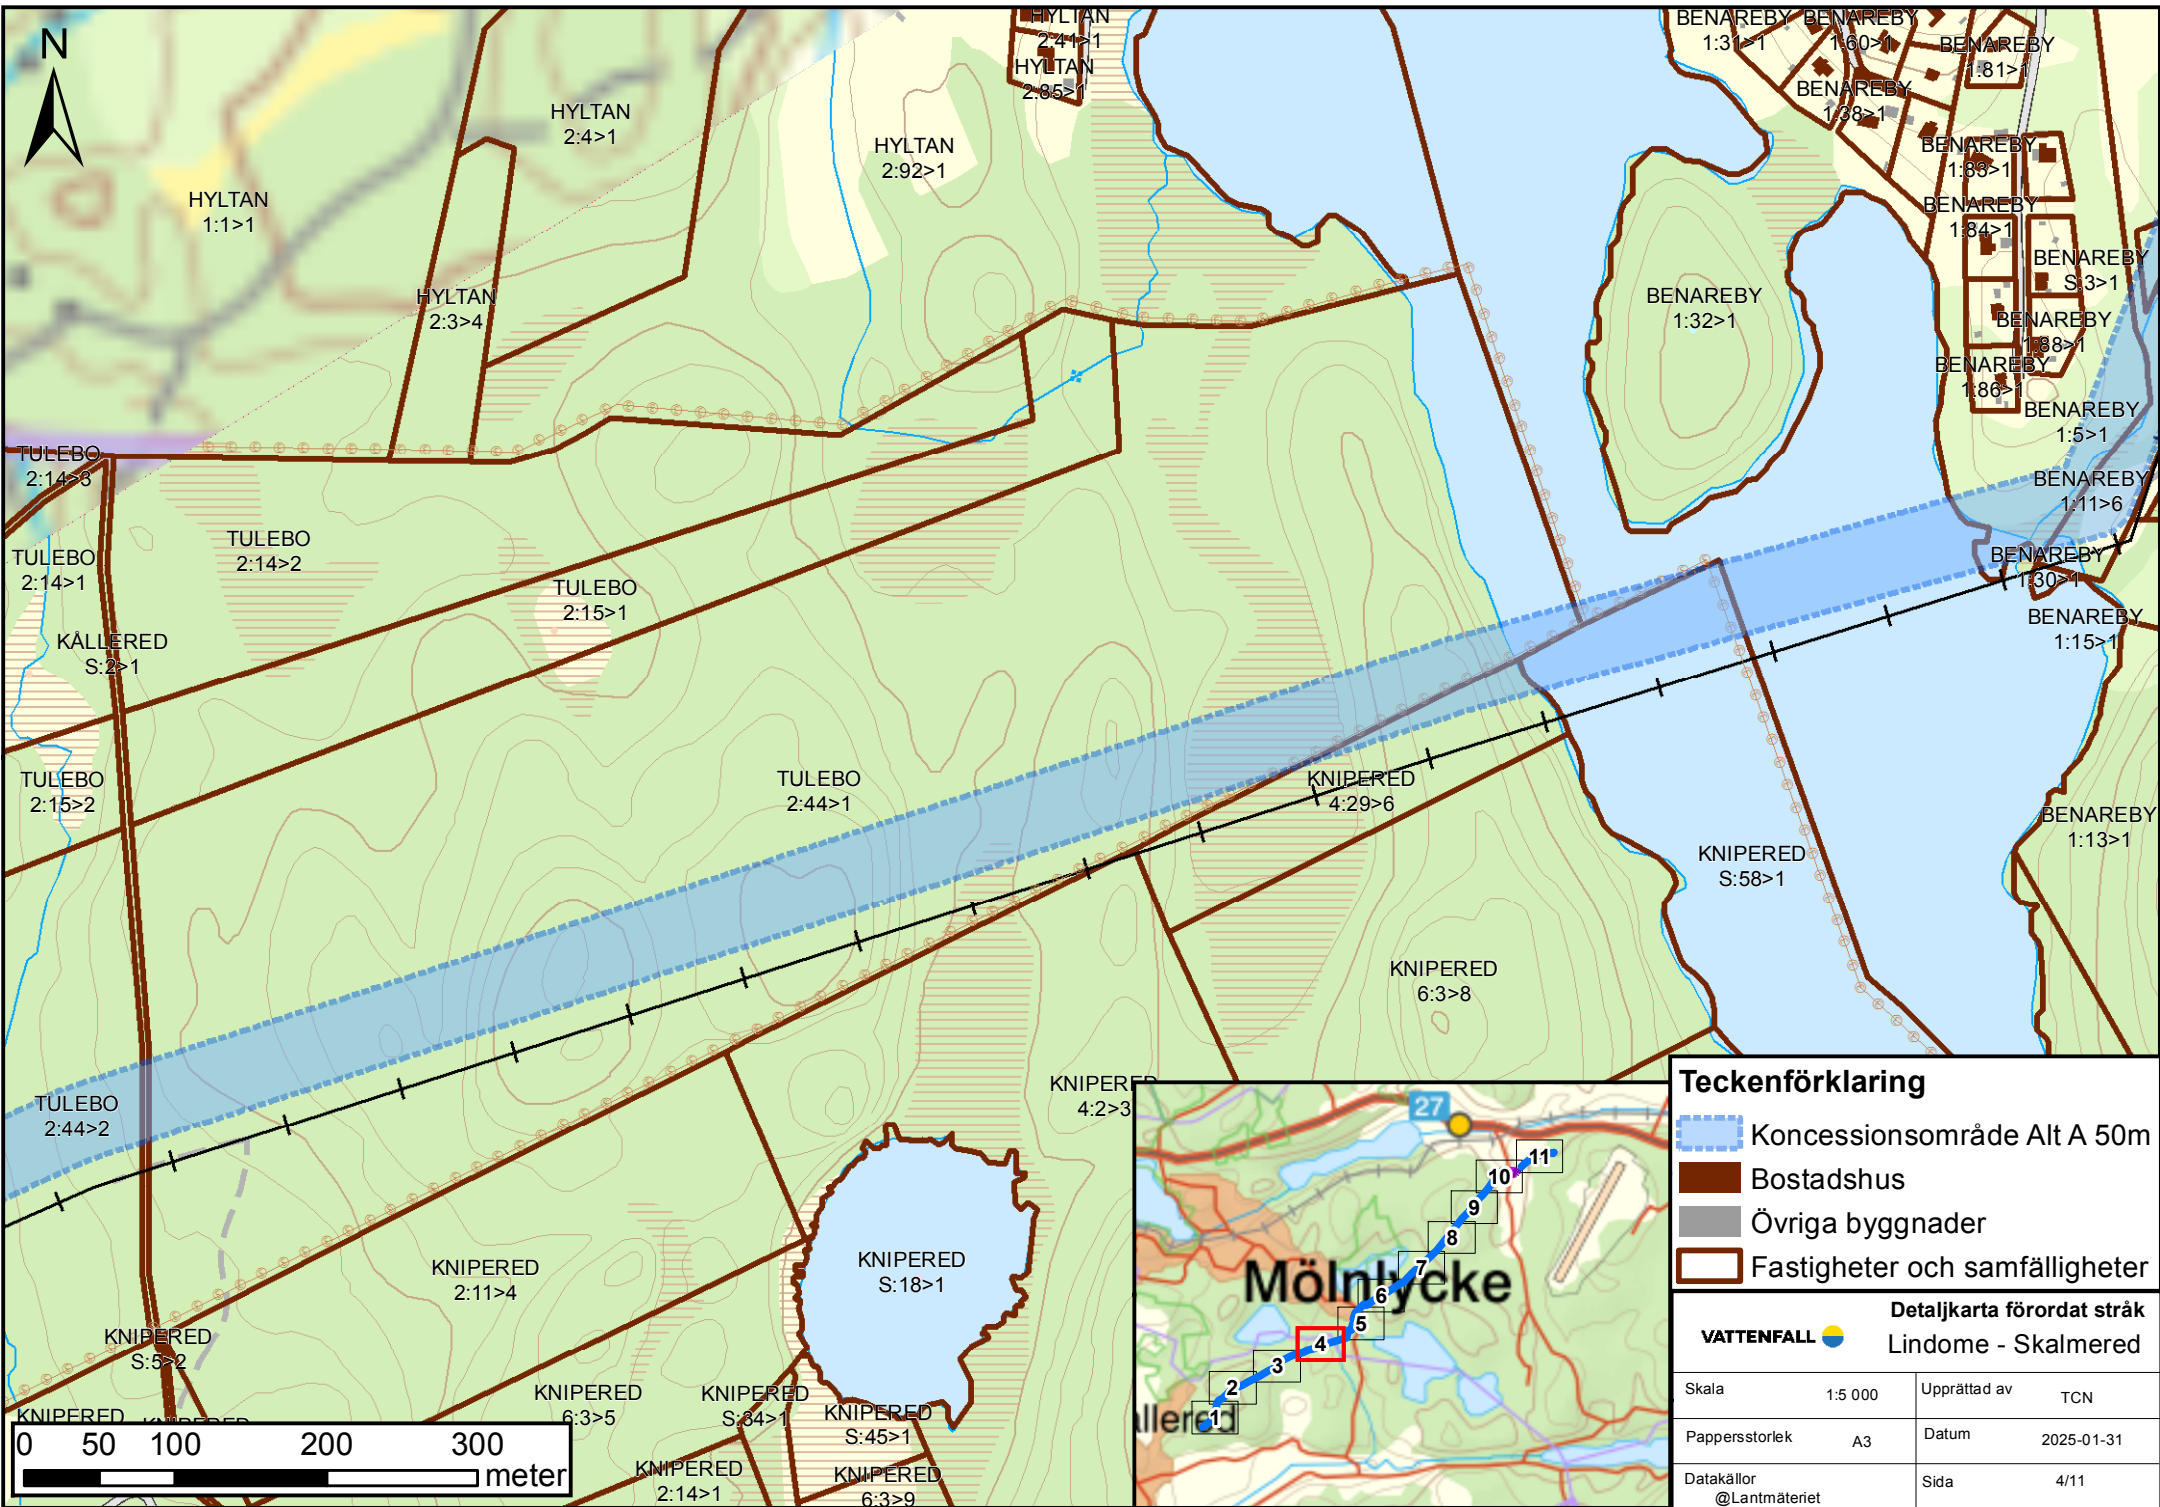 N
HYLTAN
2:41>1
HYLTAN
2:85>1
BENAREBY
1:31>1
BENAREBY
1:60>1
BENAREBY
1:81>1
BENAREBY
1:38>1
HYLTAN
2:4>1
HYLTAN
2:92>1
BENAREBY
1:83>1
HYLTAN
1:1>1
BENAREBY
1:84>1
BENAREBY
S:3>1
HYLTAN
2:3>4
BENAREBY
1:32>1
BENAREBY
1:88>1
BENAREBY
1:86>1
BENAREBY
1:5>1
TULEBO
2:14>3
BENAREBY
1:11>6
TULEBO
2:14>1
TULEBO
2:14>2
TULEBO
2:15>1
BENAREBY
1:30>1
BENAREBY
1:15>1
KÅLLERED
S:2>1
TULEBO
2:15>2
TULEBO
2:44>1
KNIPERED
4:29>6
BENAREBY
1:13>1
KNIPERED
S:58>1
KNIPERED
6:3>8
TULEBO
2:44>2
KNIPERED
4:2>3
KNIPERED
2:11>4
KNIPERED
S:18>1
KNIPERED
S:5>2
KNIPERED
6:3>5
KNIPERED
S:34>1
KNIPERED
S:45>1
KNIPERED
KNIPERED
KNIPERED
2:14>1
KNIPERED
6:3>9
0 50 100 200 300
meter
27
11
10
9
8
7
Mölnlycke
6
5
4
3
2
1
allered
Teckenförklaring
Koncessionsområde Alt A 50m
Bostadshus
Övriga byggnader
Fastigheter och samfälligheter
VATTENFALL
Detaljkarta förordat stråk
Lindome - Skalmered
Skala 1:5 000
Upprättad av TCN
Pappersstorlek A3
Datum 2025-01-31
Datakällor
@Lantmäteriet
Sida 4/11